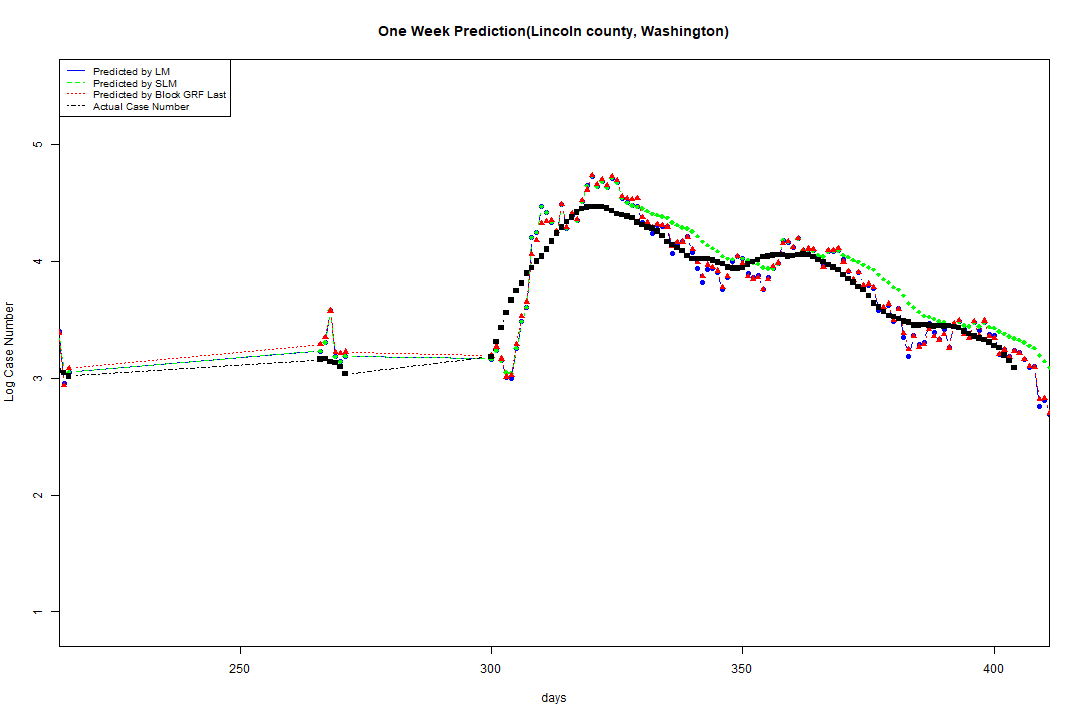 One Week Prediction(Lincoln county, Washington)
Predicted by LM
Predicted by SLM
Predicted by Block GRF Last
Actual Case Number
5
4
3
2
1
Log Case Number
250
300
350
400
days